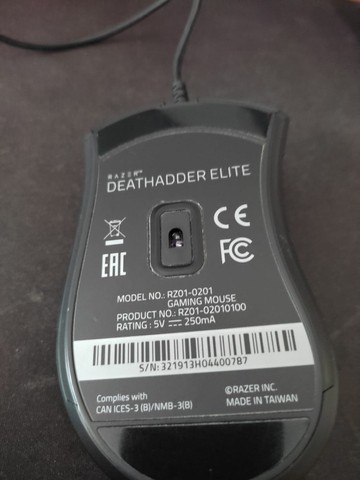 RAZER™
DEATHADDER ELITE
CE
EAC
FC
MODEL NO.: RZ01-0201
GAMING MOUSE
PRODUCT NO.: RZ01-02010100
RATING : 5V ⎓ 250mA
S/N: 321913H04400787
Complies with
CAN ICES-3 (B)/NMB-3(B)
©RAZER INC.
MADE IN TAIWAN